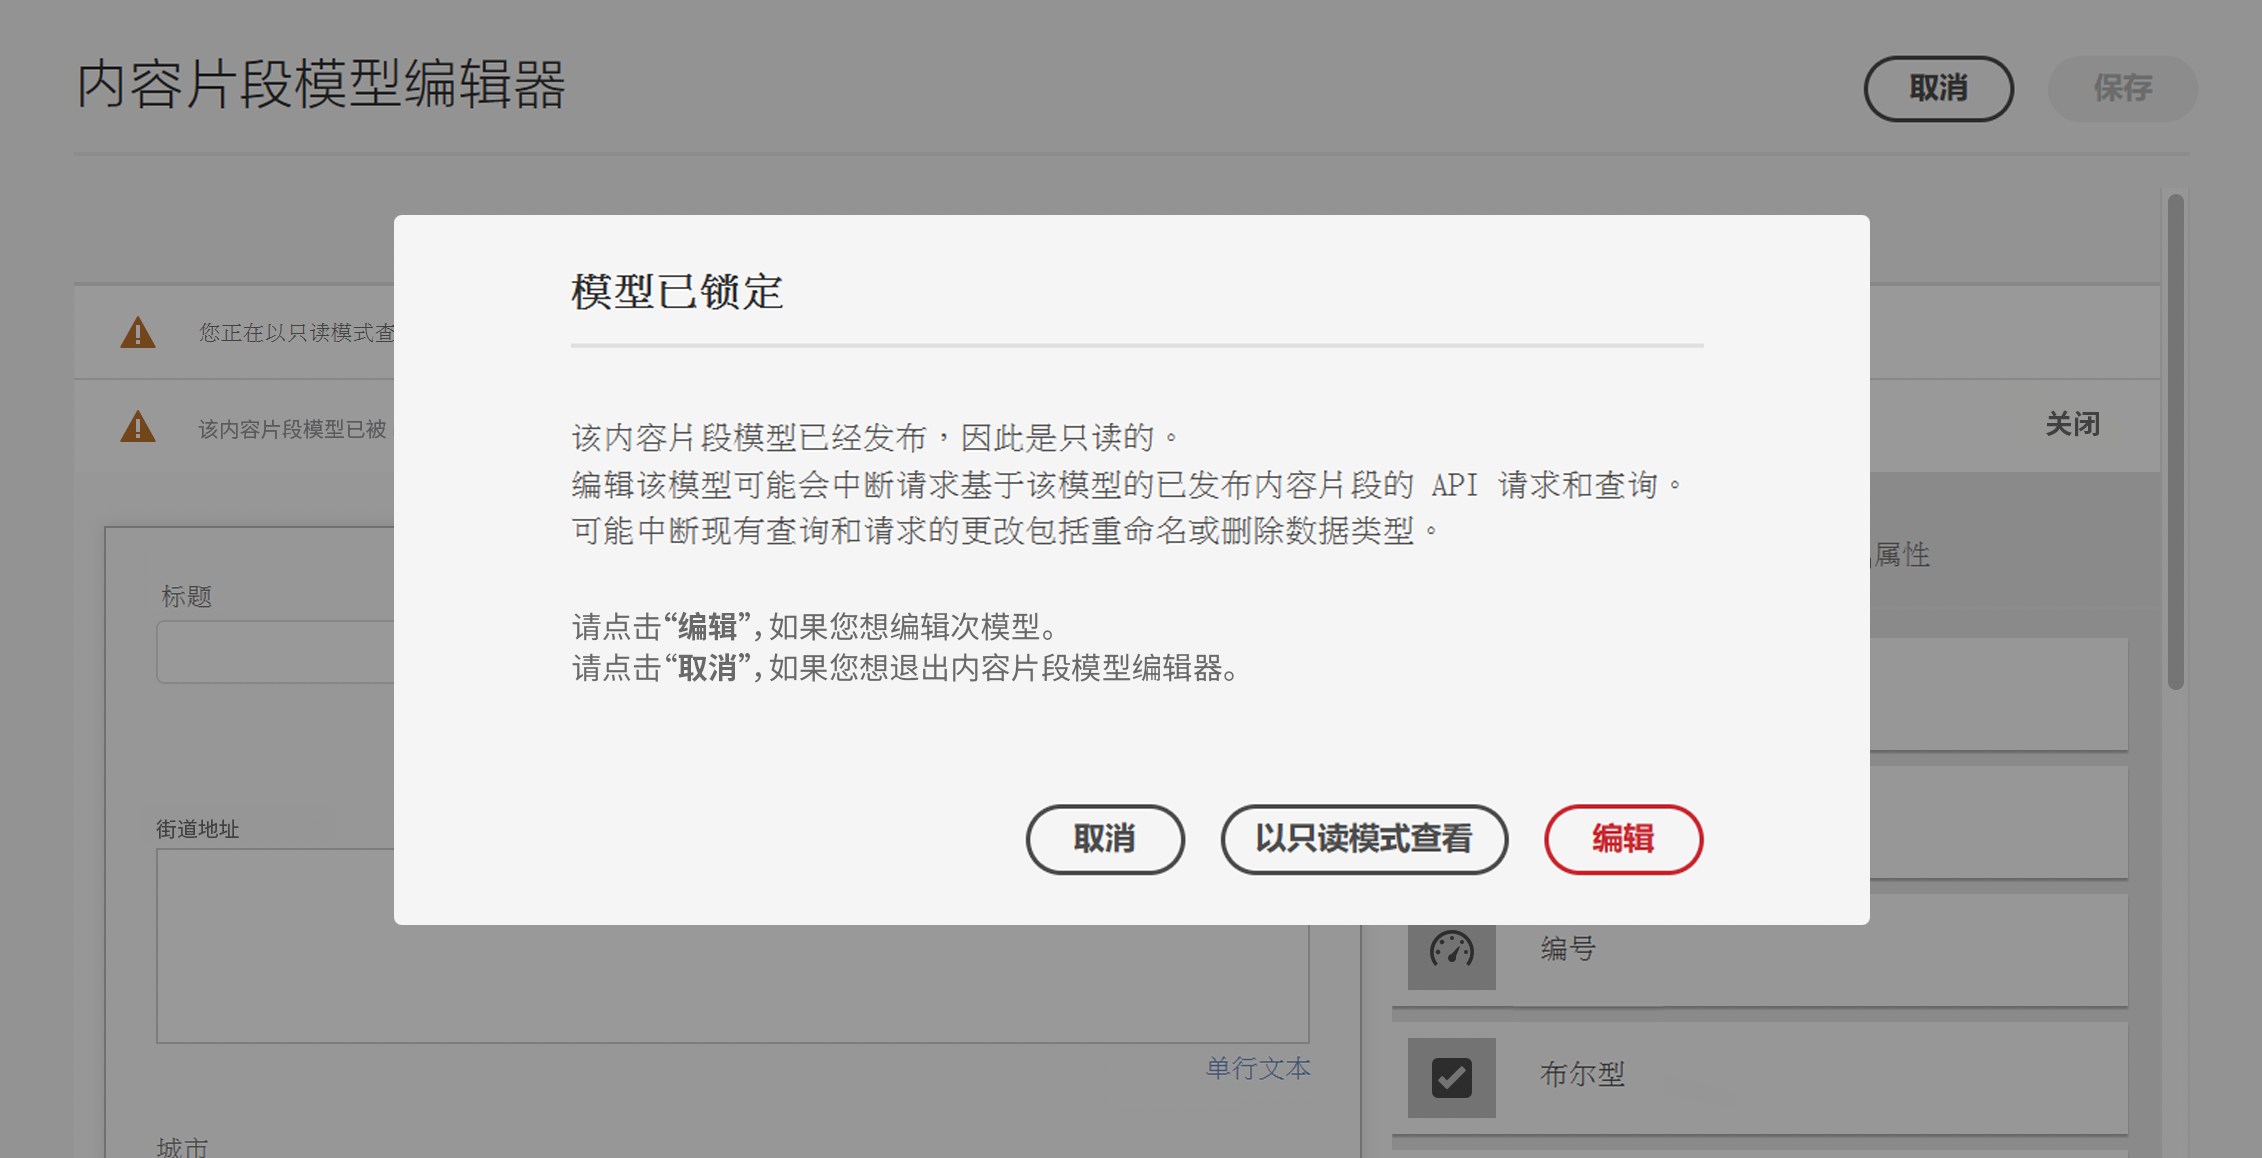 内容片段模型编辑器
取消
保存
您正在以只读模式查
该内容片段模型已被
关闭
模型已锁定
该内容片段模型已经发布，因此是只读的。
编辑该模型可能会中断请求基于该模型的已发布内容片段的 API 请求和查询。
可能中断现有查询和请求的更改包括重命名或删除数据类型。
请点击“编辑”，如果您想编辑次模型。
请点击“取消”，如果您想退出内容片段模型编辑器。
取消
以只读模式查看
编辑
属性
标题
街道地址
单行文本
城市
编号
布尔型